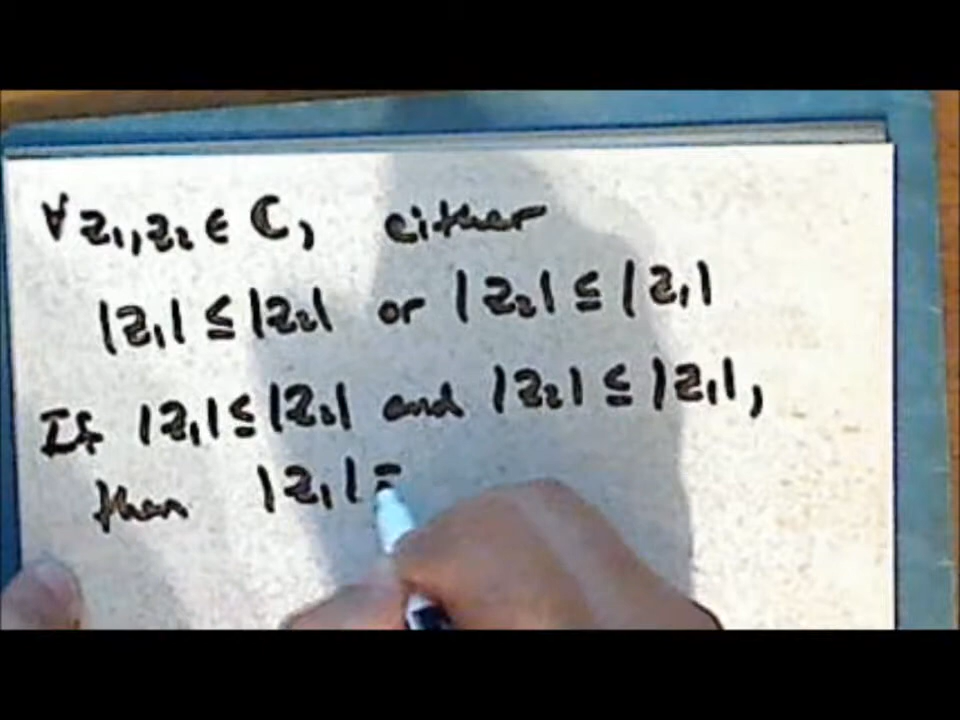 ∀ z₁, z₂ ∈ ℂ, either
|z₁| ≤ |z₂| or |z₂| ≤ |z₁|
If |z₁| ≤ |z₂| and |z₂| ≤ |z₁|,
then |z₁| =